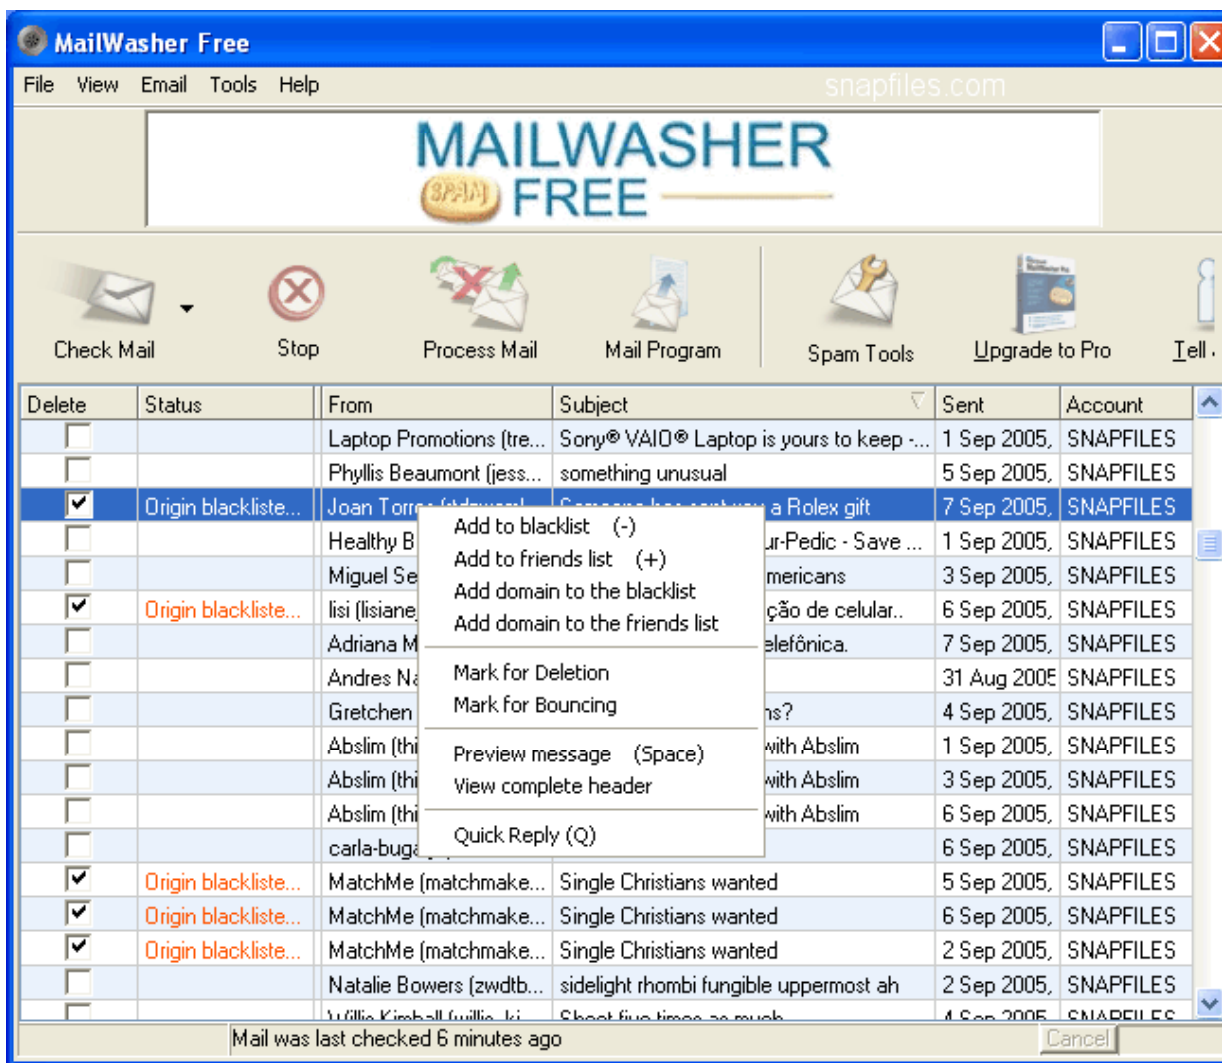 MailWasher Free
File View Email Tools Help
snapfiles.com
MAILWASHER
SPAM FREE
Check Mail Stop Process Mail Mail Program Spam Tools Upgrade to Pro Tell
Delete Status From Subject Sent Account
Laptop Promotions (tre... Sony® VAIO® Laptop is yours to keep -... 1 Sep 2005, SNAPFILES
Phyllis Beaumont (jess... something unusual 5 Sep 2005, SNAPFILES
Origin blackliste... Joan a Rolex gift 7 Sep 2005, SNAPFILES
Add to blacklist (-)
Healthy B ur-Pedic - Save ... 1 Sep 2005, SNAPFILES
Add to friends list (+)
Miguel Se mericans 3 Sep 2005, SNAPFILES
Add domain to the blacklist
Origin blackliste... lisi (lisiane ção de celular.. 6 Sep 2005, SNAPFILES
Add domain to the friends list
Adriana M elefônica. 7 Sep 2005, SNAPFILES
Mark for Deletion
Andres Na 31 Aug 2005 SNAPFILES
Mark for Bouncing
Gretchen ns? 4 Sep 2005, SNAPFILES
Abslim (thi with Abslim 1 Sep 2005, SNAPFILES
Preview message (Space)
Abslim (thi with Abslim 3 Sep 2005, SNAPFILES
View complete header
Abslim (thi with Abslim 6 Sep 2005, SNAPFILES
Quick Reply (Q)
carla-buga 6 Sep 2005, SNAPFILES
Origin blackliste... MatchMe (matchmake... Single Christians wanted 5 Sep 2005, SNAPFILES
Origin blackliste... MatchMe (matchmake... Single Christians wanted 6 Sep 2005, SNAPFILES
Origin blackliste... MatchMe (matchmake... Single Christians wanted 2 Sep 2005, SNAPFILES
Natalie Bowers (zwdtb... sidelight rhombi fungible uppermost ah 2 Sep 2005, SNAPFILES
Mail was last checked 6 minutes ago Cancel